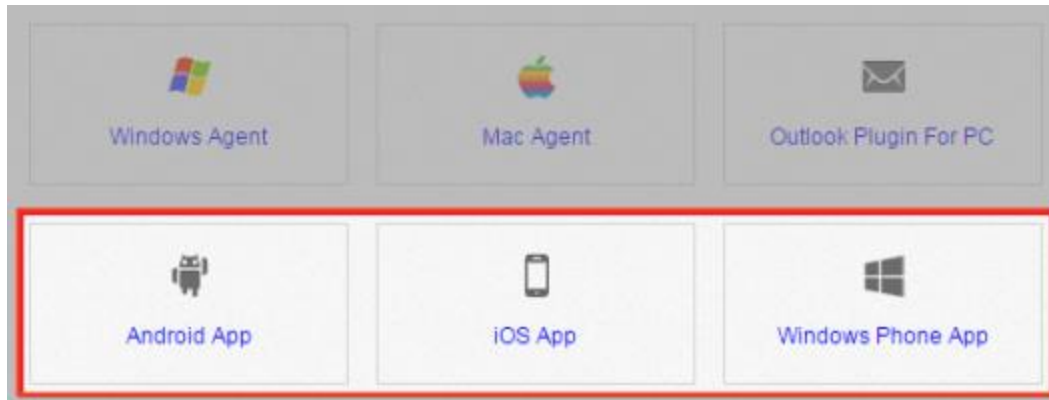 Windows Agent
Mac Agent
Outlook Plugin For PC
Android App
iOS App
Windows Phone App